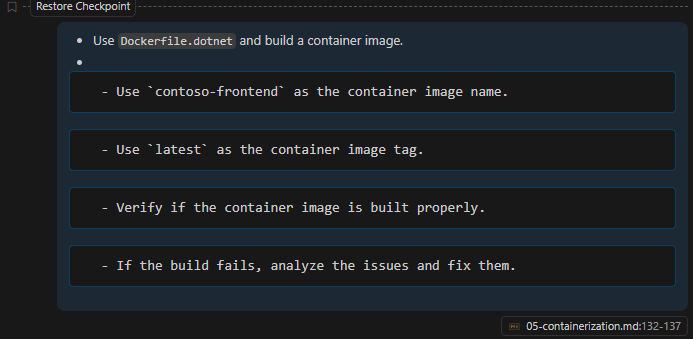 Restore Checkpoint
• Use Dockerfile.dotnet and build a container image.
•
- Use `contoso-frontend` as the container image name.
- Use `latest` as the container image tag.
- Verify if the container image is built properly.
- If the build fails, analyze the issues and fix them.
05-containerization.md:132-137